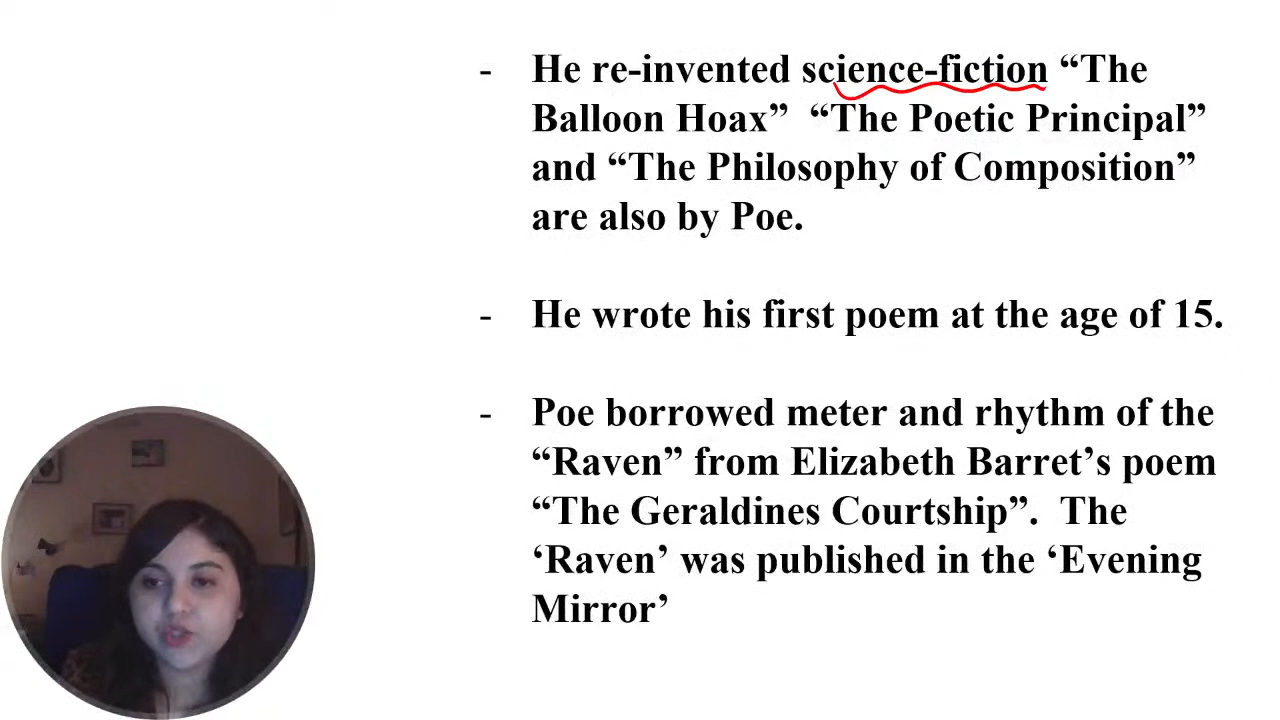 - He re-invented science-fiction “The
Balloon Hoax”  “The Poetic Principal”
and “The Philosophy of Composition”
are also by Poe.
- He wrote his first poem at the age of 15.
- Poe borrowed meter and rhythm of the
“Raven” from Elizabeth Barret’s poem
“The Geraldines Courtship”.  The
‘Raven’ was published in the ‘Evening
Mirror’